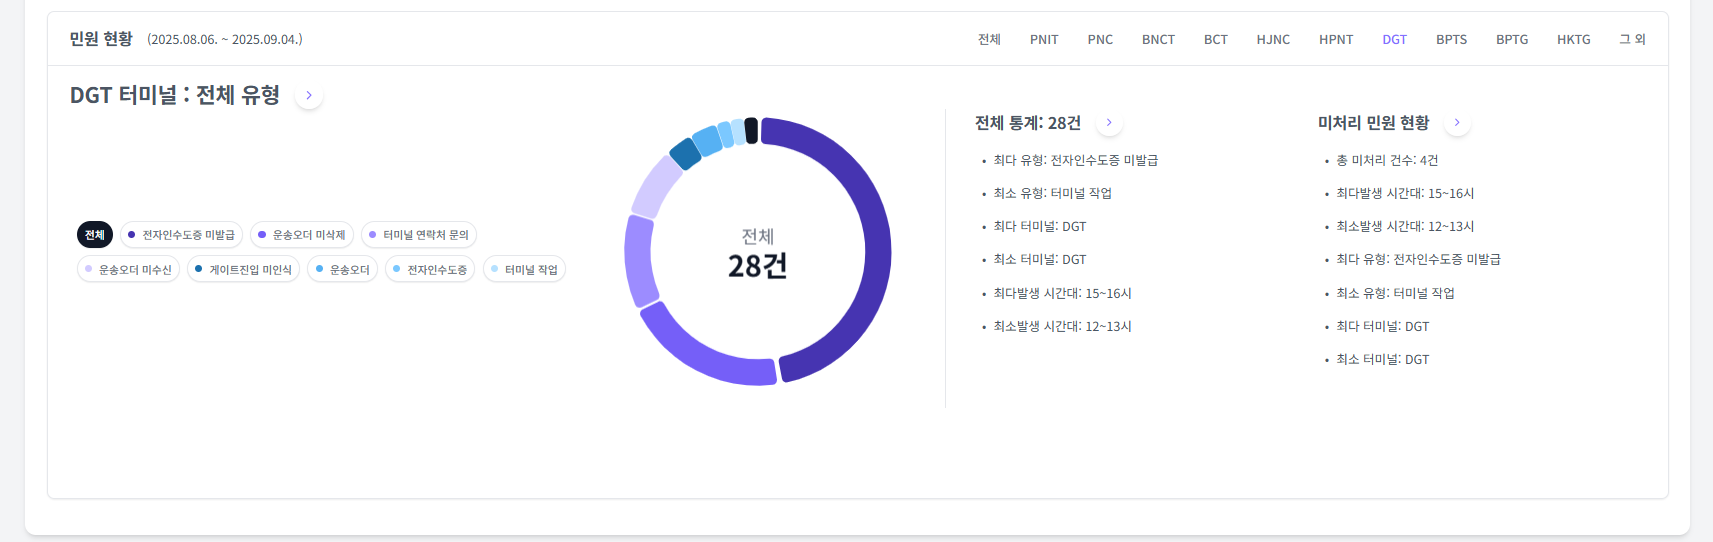 민원 현황 (2025.08.06. ~ 2025.09.04.)
전체 PNIT PNC BNCT BCT HJNC HPNT DGT BPTS BPTG HKTG 그 외
DGT 터미널 : 전체 유형
전체 전자인수도증 미발급 운송오더 미삭제 터미널 연락처 문의
운송오더 미수신 게이트진입 미인식 운송오더 전자인수도증 터미널 작업
전체
28건
전체 통계: 28건
• 최다 유형: 전자인수도증 미발급
• 최소 유형: 터미널 작업
• 최다 터미널: DGT
• 최소 터미널: DGT
• 최다발생 시간대: 15~16시
• 최소발생 시간대: 12~13시
미처리 민원 현황
• 총 미처리 건수: 4건
• 최다발생 시간대: 15~16시
• 최소발생 시간대: 12~13시
• 최다 유형: 전자인수도증 미발급
• 최소 유형: 터미널 작업
• 최다 터미널: DGT
• 최소 터미널: DGT